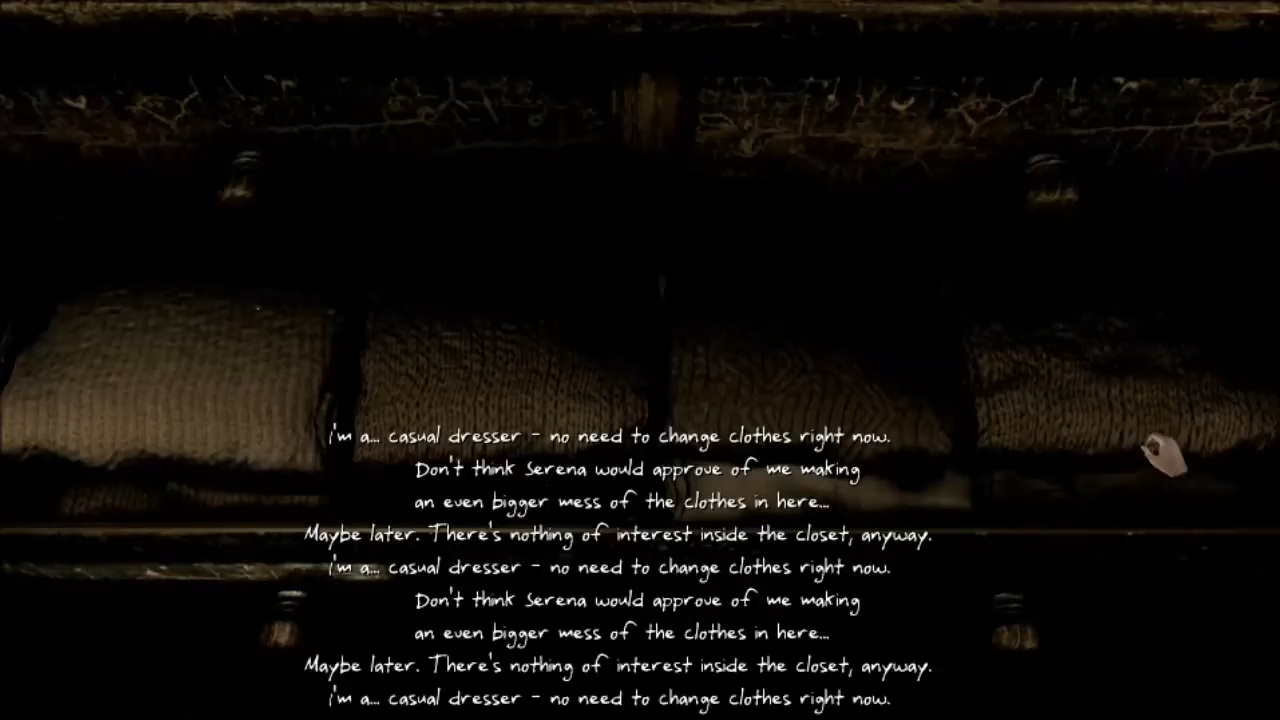 I'm a... casual dresser - no need to change clothes right now.
Don't think Serena would approve of me making
an even bigger mess of the clothes in here...
Maybe later. There's nothing of interest inside the closet, anyway.
I'm a... casual dresser - no need to change clothes right now.
Don't think Serena would approve of me making
an even bigger mess of the clothes in here...
Maybe later. There's nothing of interest inside the closet, anyway.
I'm a... casual dresser - no need to change clothes right now.